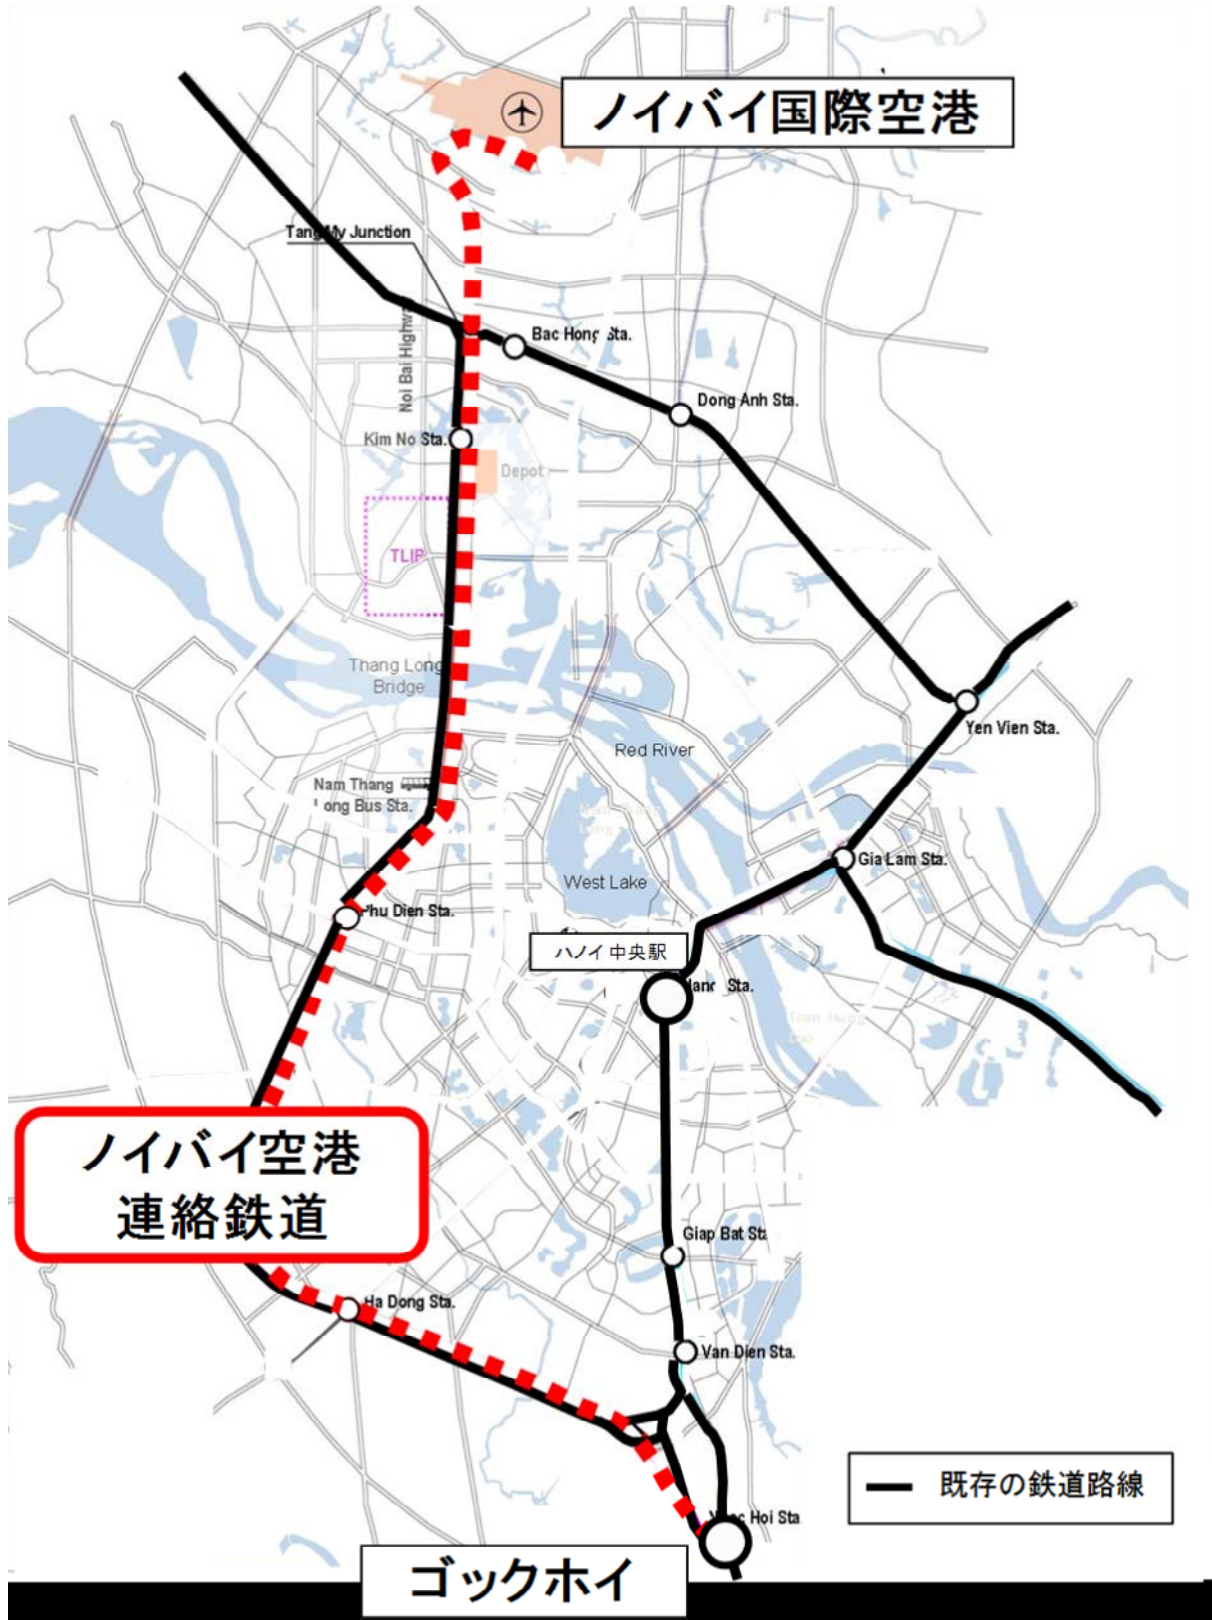 ノイバイ国際空港
Tang My Junction
Bac Hong Sta.
Noi Bai Highwa
Dong Anh Sta.
Kim No Sta.
Depot
TLIP
Thang Long
Bridge
Yen Vien Sta.
Red River
Nam Thang
Long Bus Sta.
Gia Lam Sta.
West Lake
Phu Dien Sta.
ハノイ中央駅
Sta.
ノイバイ空港
連絡鉄道
Giap Bat Sta
Ha Dong Sta.
Van Dien Sta.
既存の鉄道路線
Hoi Sta
ゴックホイ